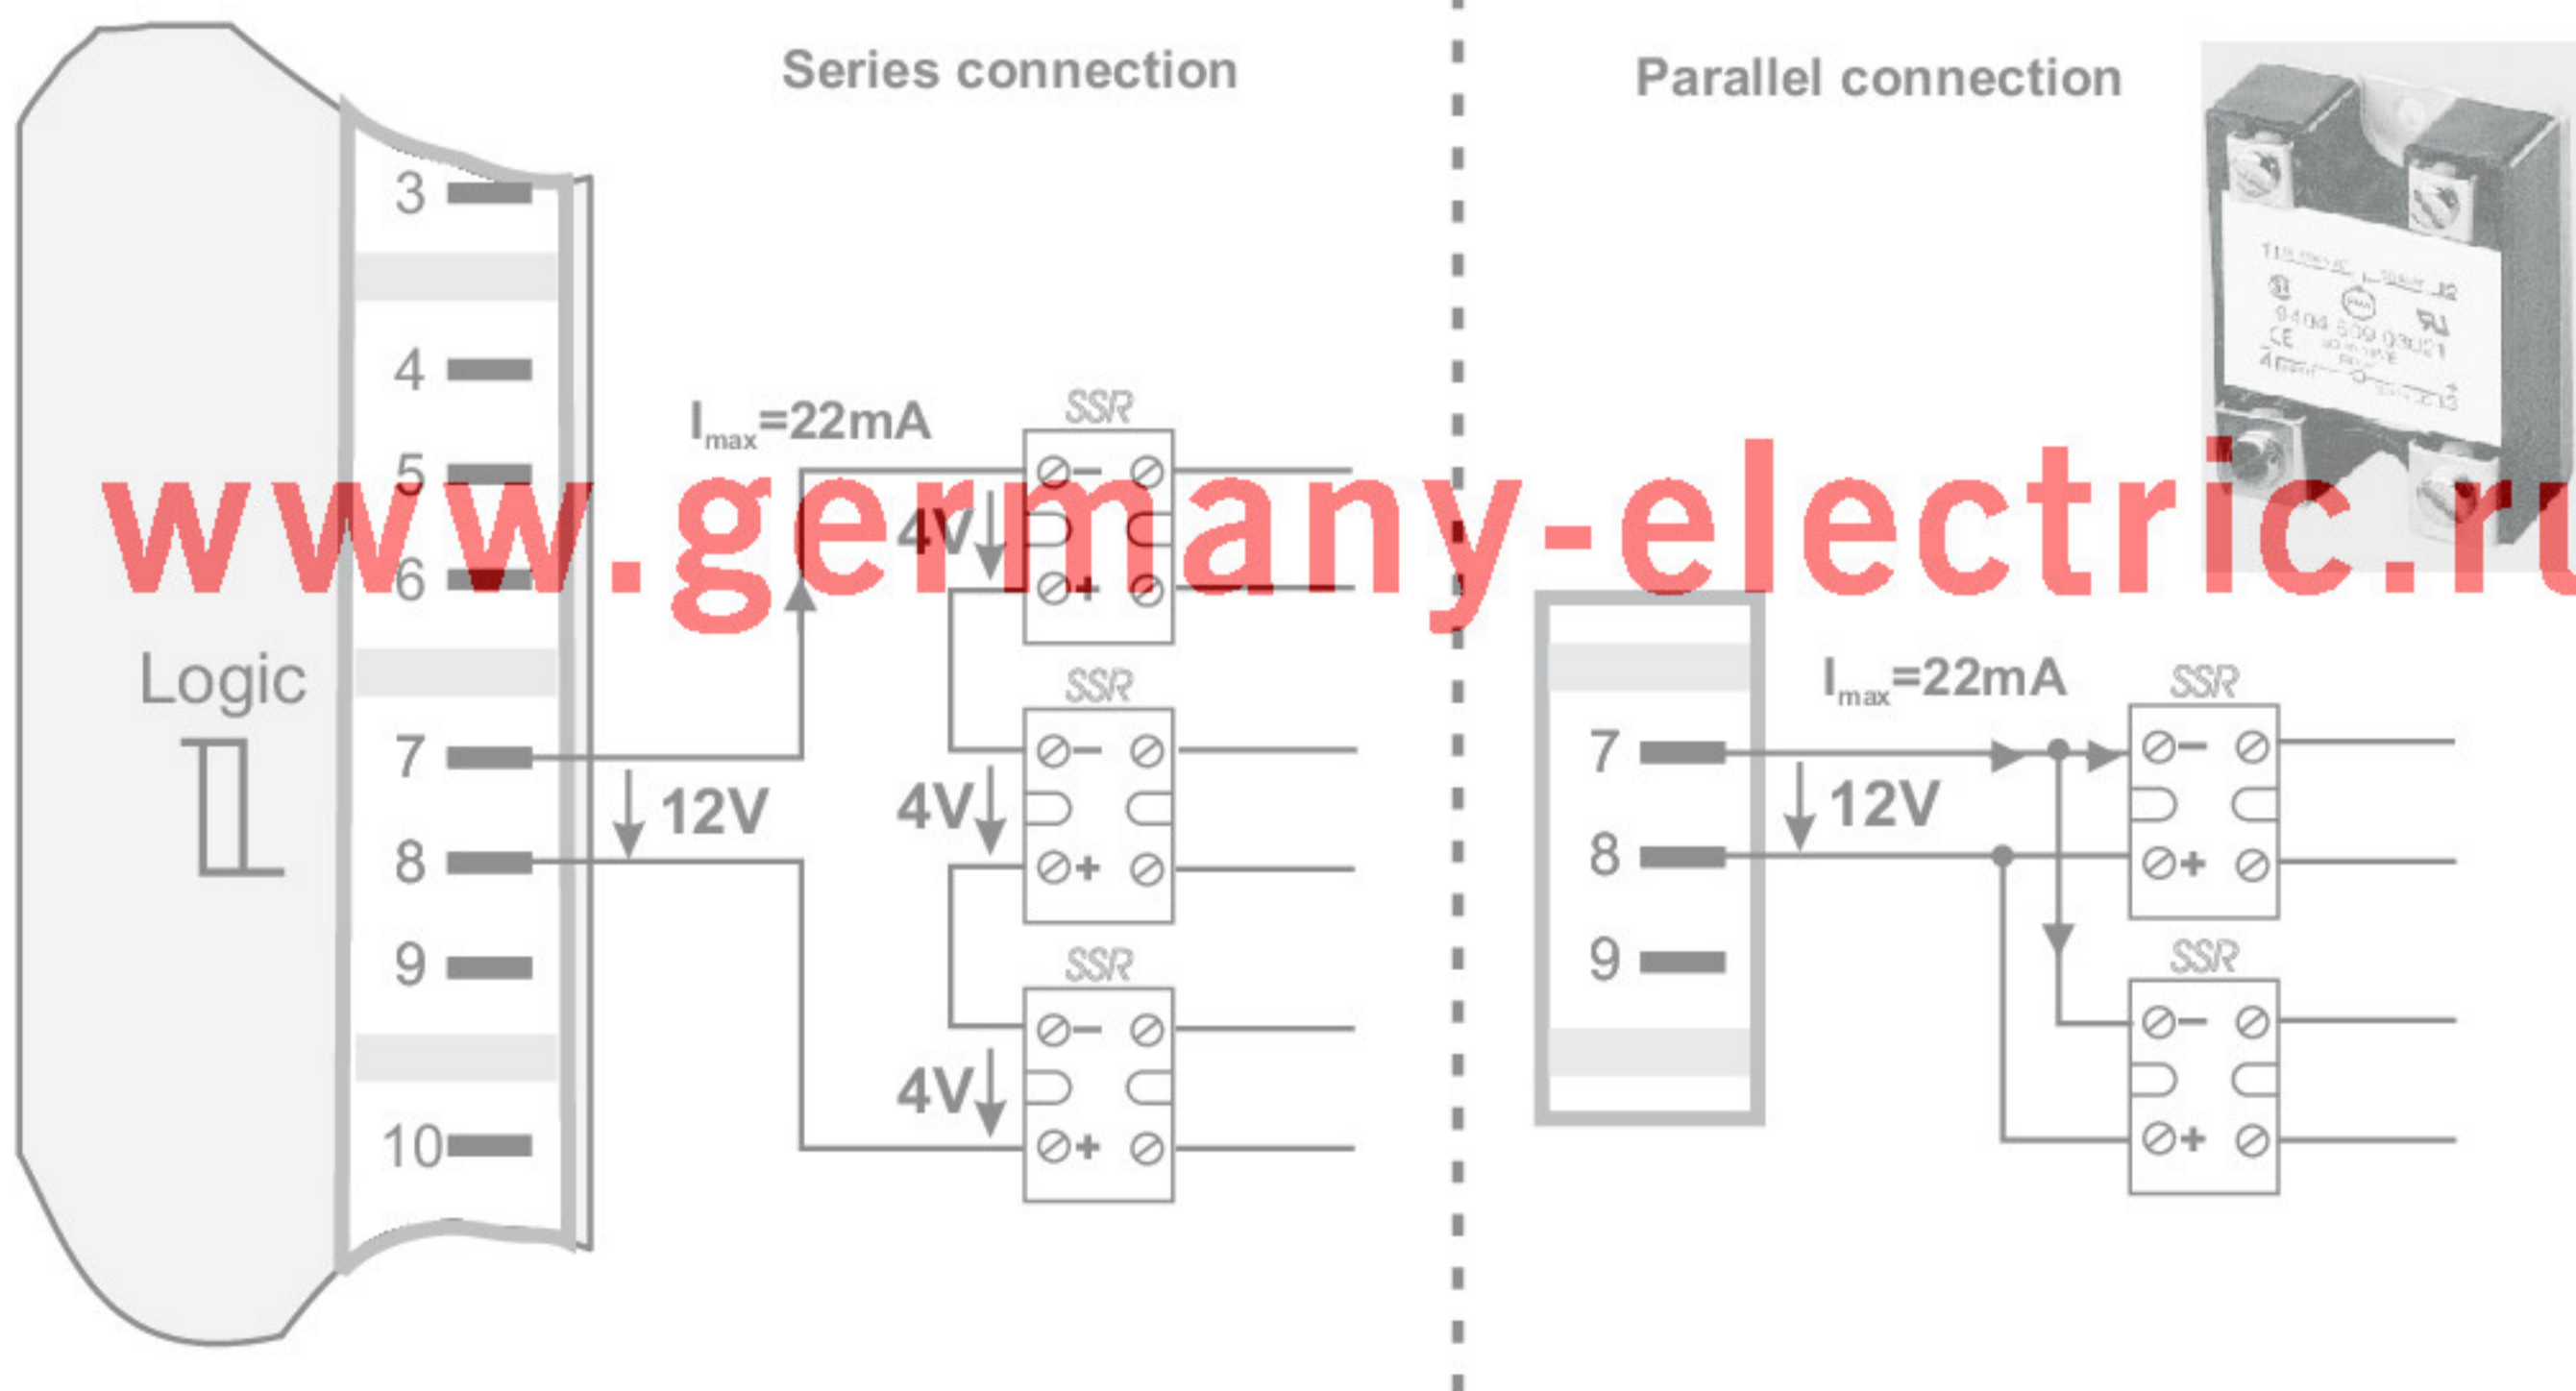 Series connection
Parallel connection
3
4
5
6
7
8
9
10
Logic
Imax=22mA
12V
SSR
-
4V
+
SSR
-
4V
+
SSR
-
4V
+
www.germany-electric.ru
7
8
9
Imax=22mA
12V
SSR
-
+
SSR
-
+
CE